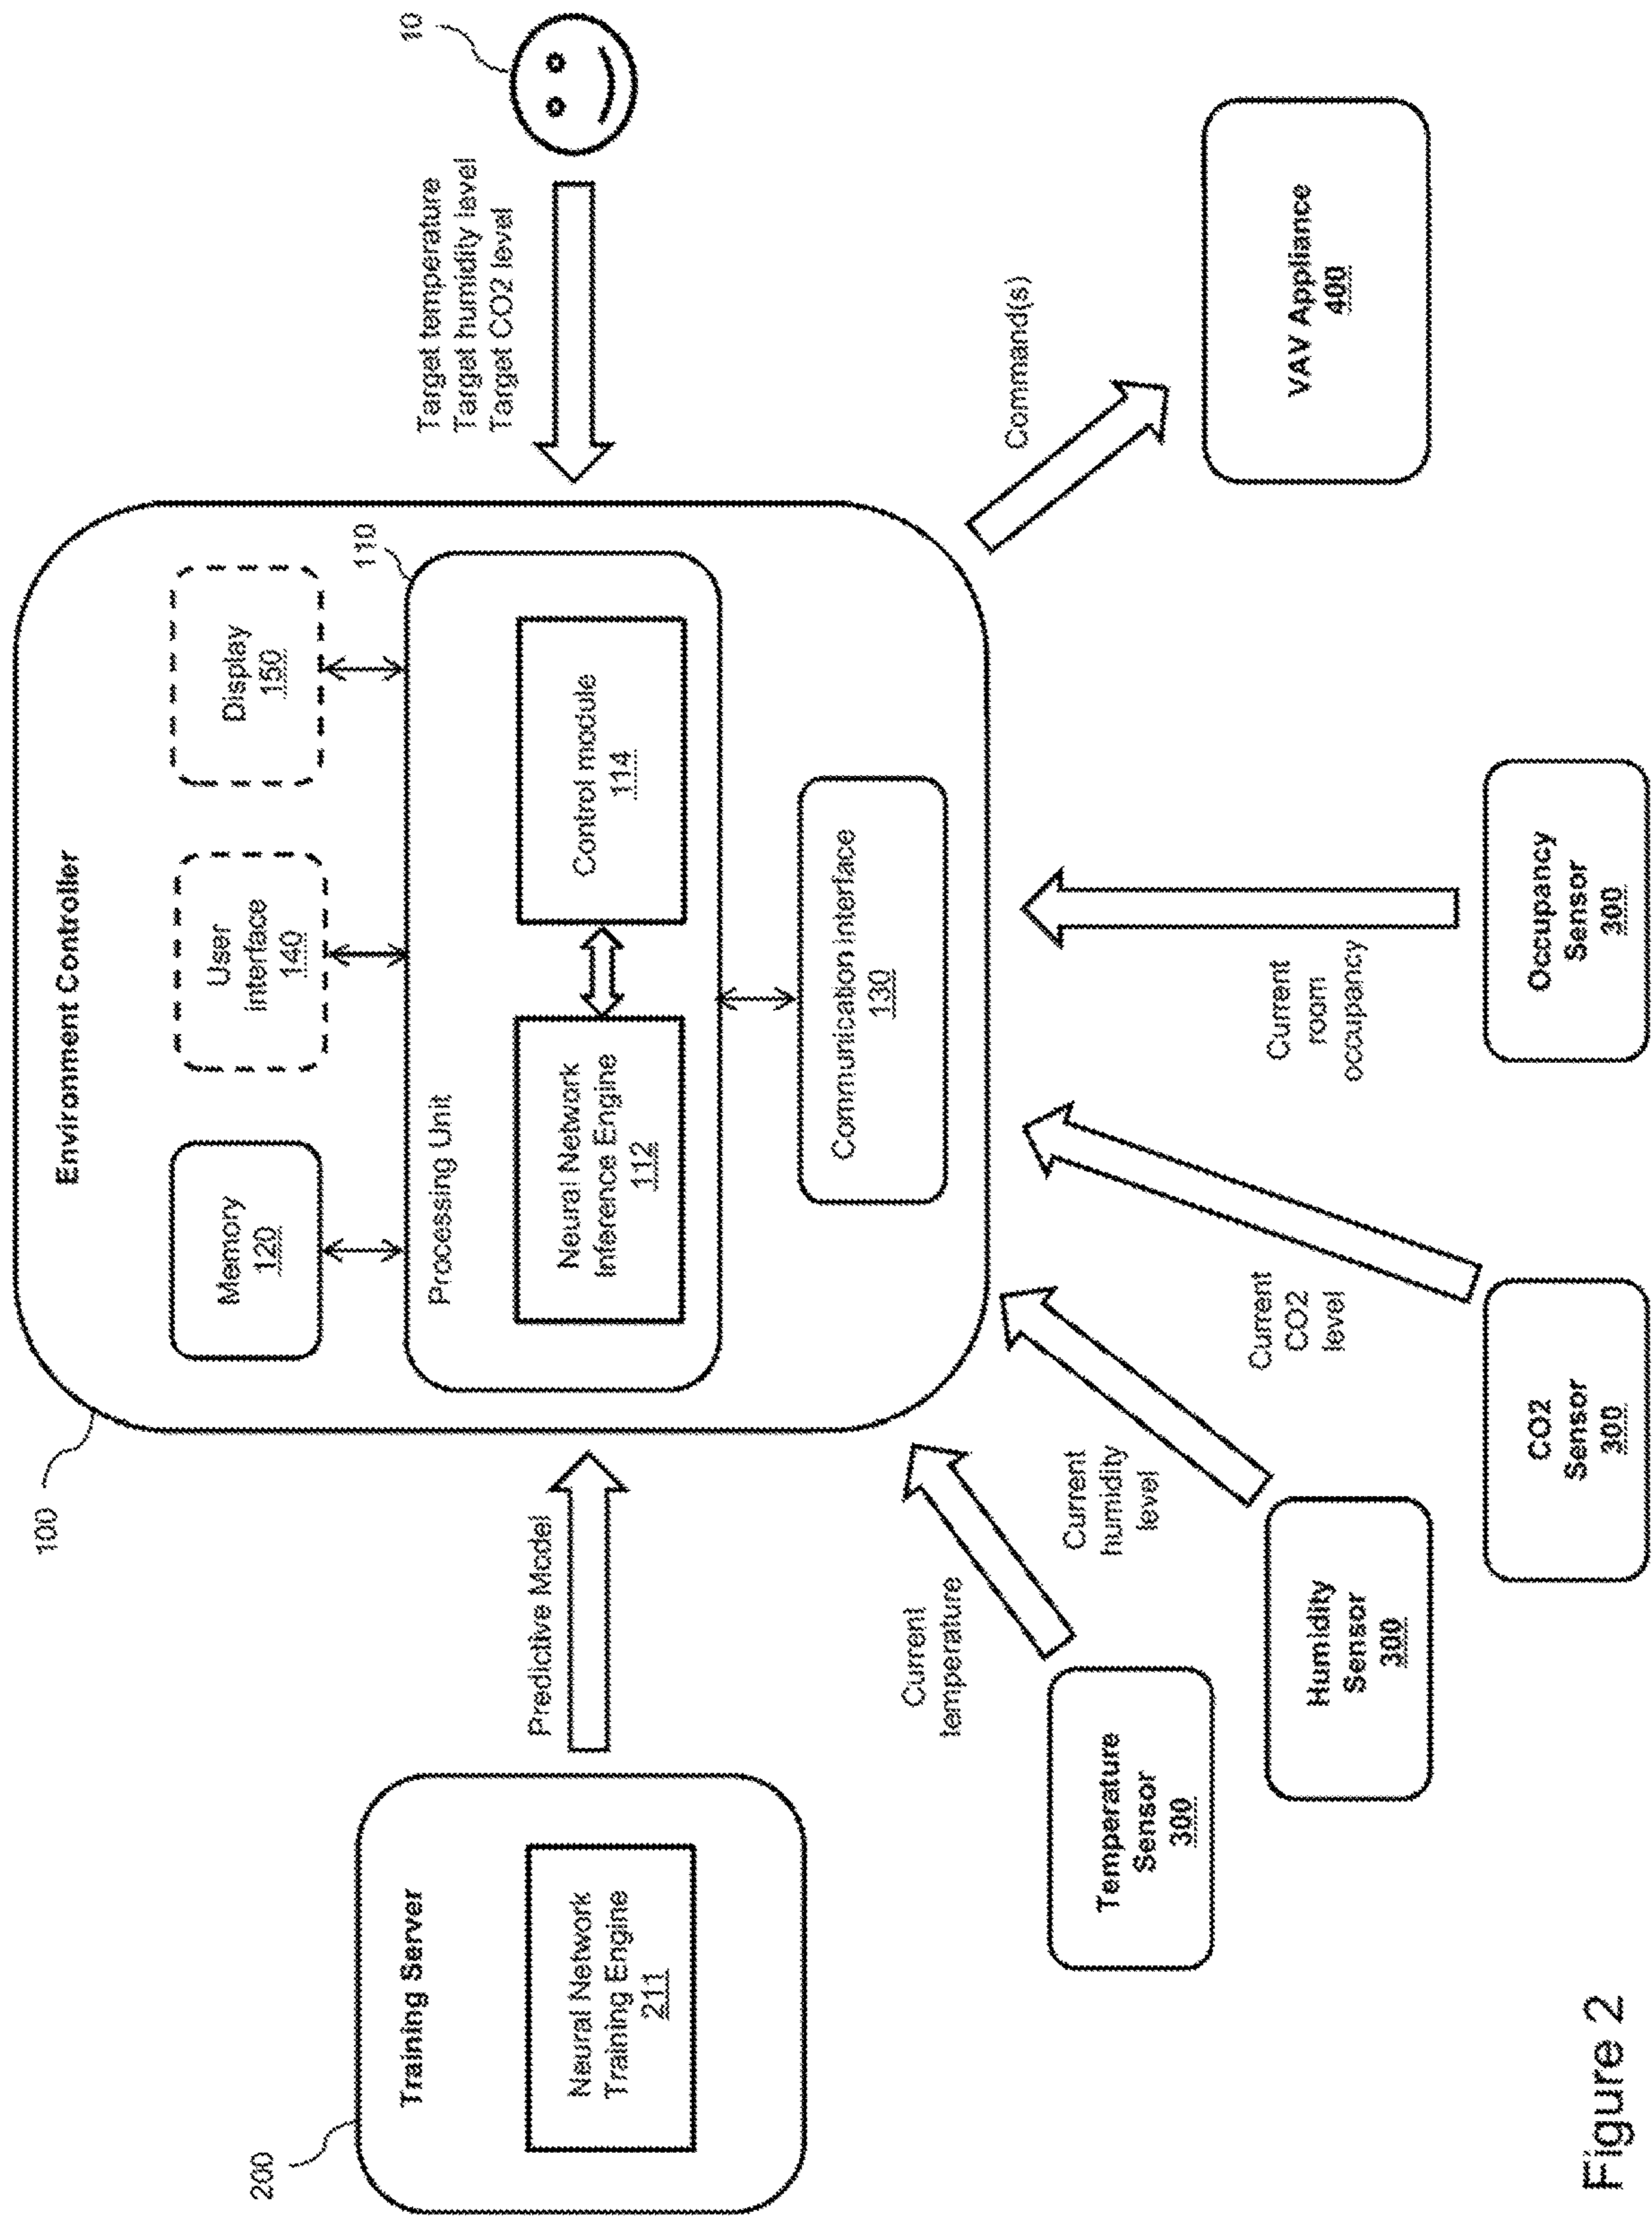 100
Environment Controller
Memory
120
User
interface
140
Display
150
110
Processing Unit
Neural Network
Inference Engine
112
Control module
114
Communication interface
130
200
Training Server
Neural Network
Training Engine
211
Predictive Model
10
Target temperature
Target humidity level
Target CO2 level
Command(s)
VAV Appliance
400
Current
temperature
Temperature
Sensor
300
Current
humidity
level
Humidity
Sensor
300
Current
CO2
level
CO2
Sensor
300
Current
room
occupancy
Occupancy
Sensor
300
Figure 2